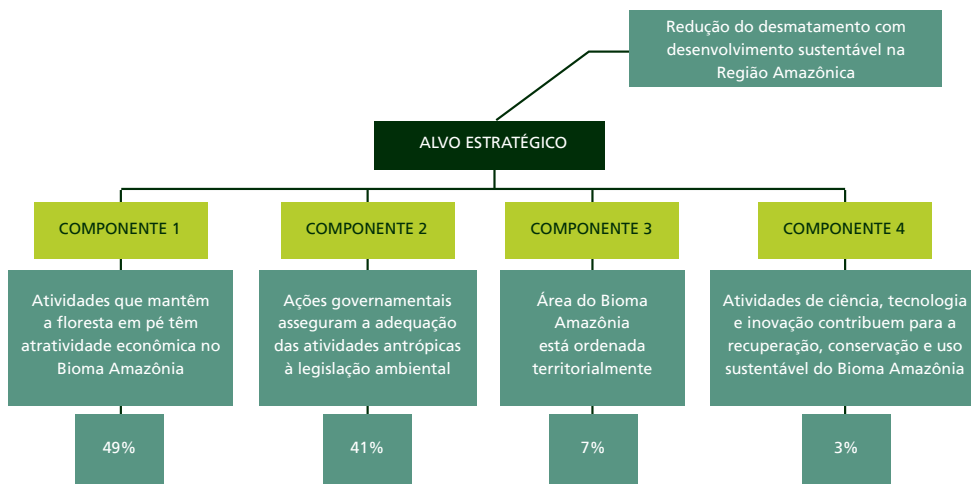 Redução do desmatamento com
desenvolvimento sustentável na
Região Amazônica
ALVO ESTRATÉGICO
COMPONENTE 1
Atividades que mantêm
a floresta em pé têm
atratividade econômica no
Bioma Amazônia
49%
COMPONENTE 2
Ações governamentais
asseguram a adequação
das atividades antrópicas
à legislação ambiental
41%
COMPONENTE 3
Área do Bioma
Amazônia
está ordenada
territorialmente
7%
COMPONENTE 4
Atividades de ciência, tecnologia
e inovação contribuem para a
recuperação, conservação e uso
sustentável do Bioma Amazônia
3%